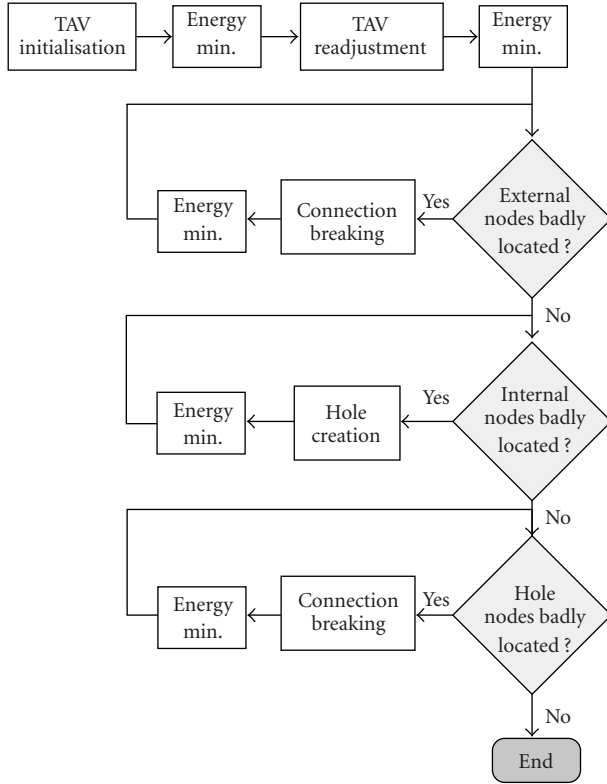 TAV
initialisation
Energy
min.
TAV
readjustment
Energy
min.
External
nodes badly
located ?
Yes
Connection
breaking
Energy
min.
No
Internal
nodes badly
located ?
Yes
Hole
creation
Energy
min.
No
Hole
nodes badly
located ?
Yes
Connection
breaking
Energy
min.
No
End